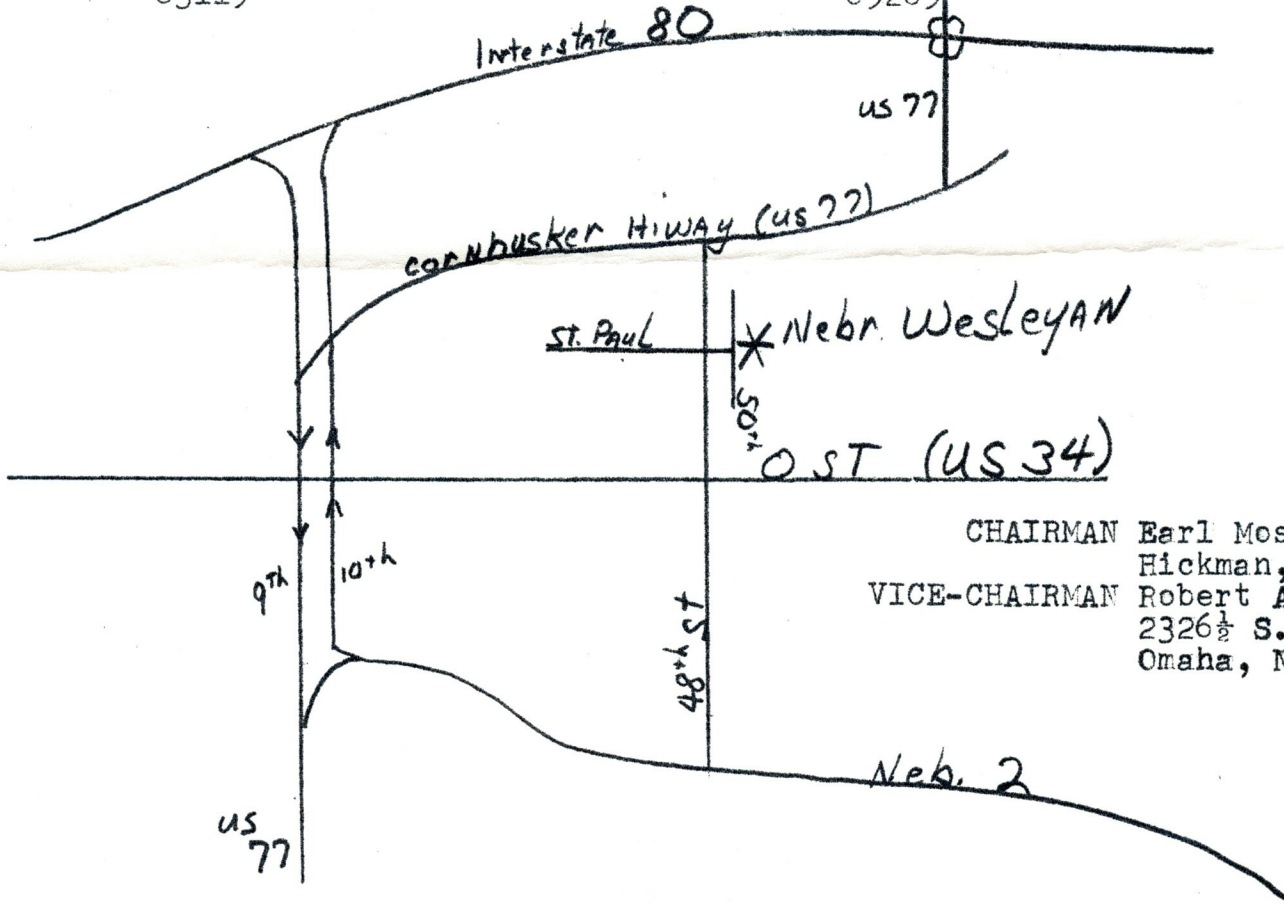 Interstate 80
us 77
cornhusker HiWAy (us 77)
St. Paul
Nebr. WesleyAN
50th
O ST (US 34)
CHAIRMAN Earl Mos
Hickman,
VICE-CHAIRMAN Robert A
2326½ S.
Omaha, N
9th
10th
48th St
Neb. 2
us
77